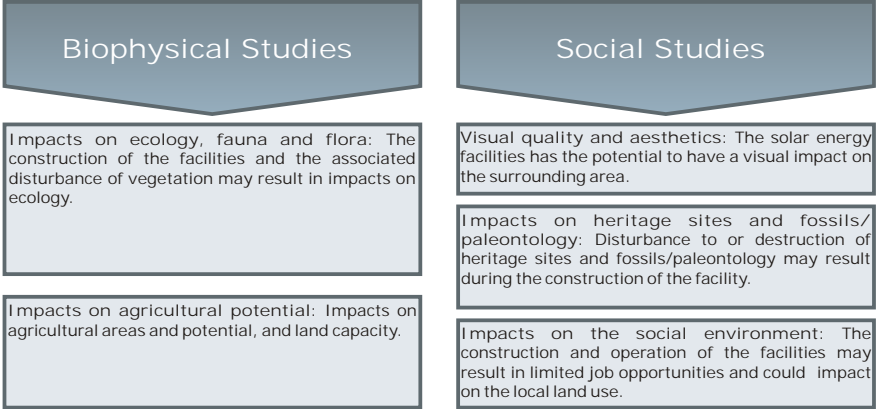 Biophysical Studies
Impacts on ecology, fauna and flora: The
construction of the facilities and the associated
disturbance of vegetation may result in impacts on
ecology.
Impacts on agricultural potential: Impacts on
agricultural areas and potential, and land capacity.
Social Studies
Visual quality and aesthetics: The solar energy
facilities has the potential to have a visual impact on
the surrounding area.
Impacts on heritage sites and fossils/
paleontology: Disturbance to or destruction of
heritage sites and fossils/paleontology may result
during the construction of the facility.
Impacts on the social environment: The
construction and operation of the facilities may
result in limited job opportunities and could impact
on the local land use.